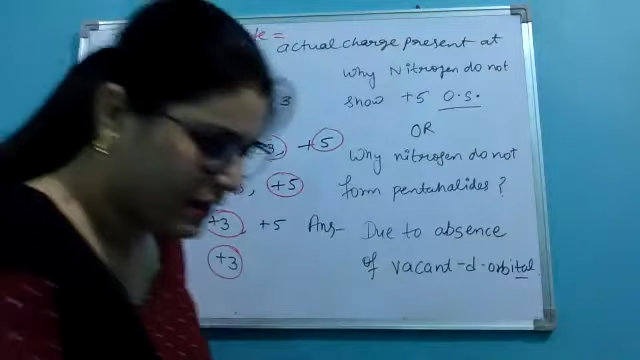 te =
actual charge present at
3
Why Nitrogen do not
show +5 O.S.
OR
3, +5
Why nitrogen do not
, +5
form pentahalides ?
+3, +5
Ans- Due to absence
+3
of vacant-d-orbital